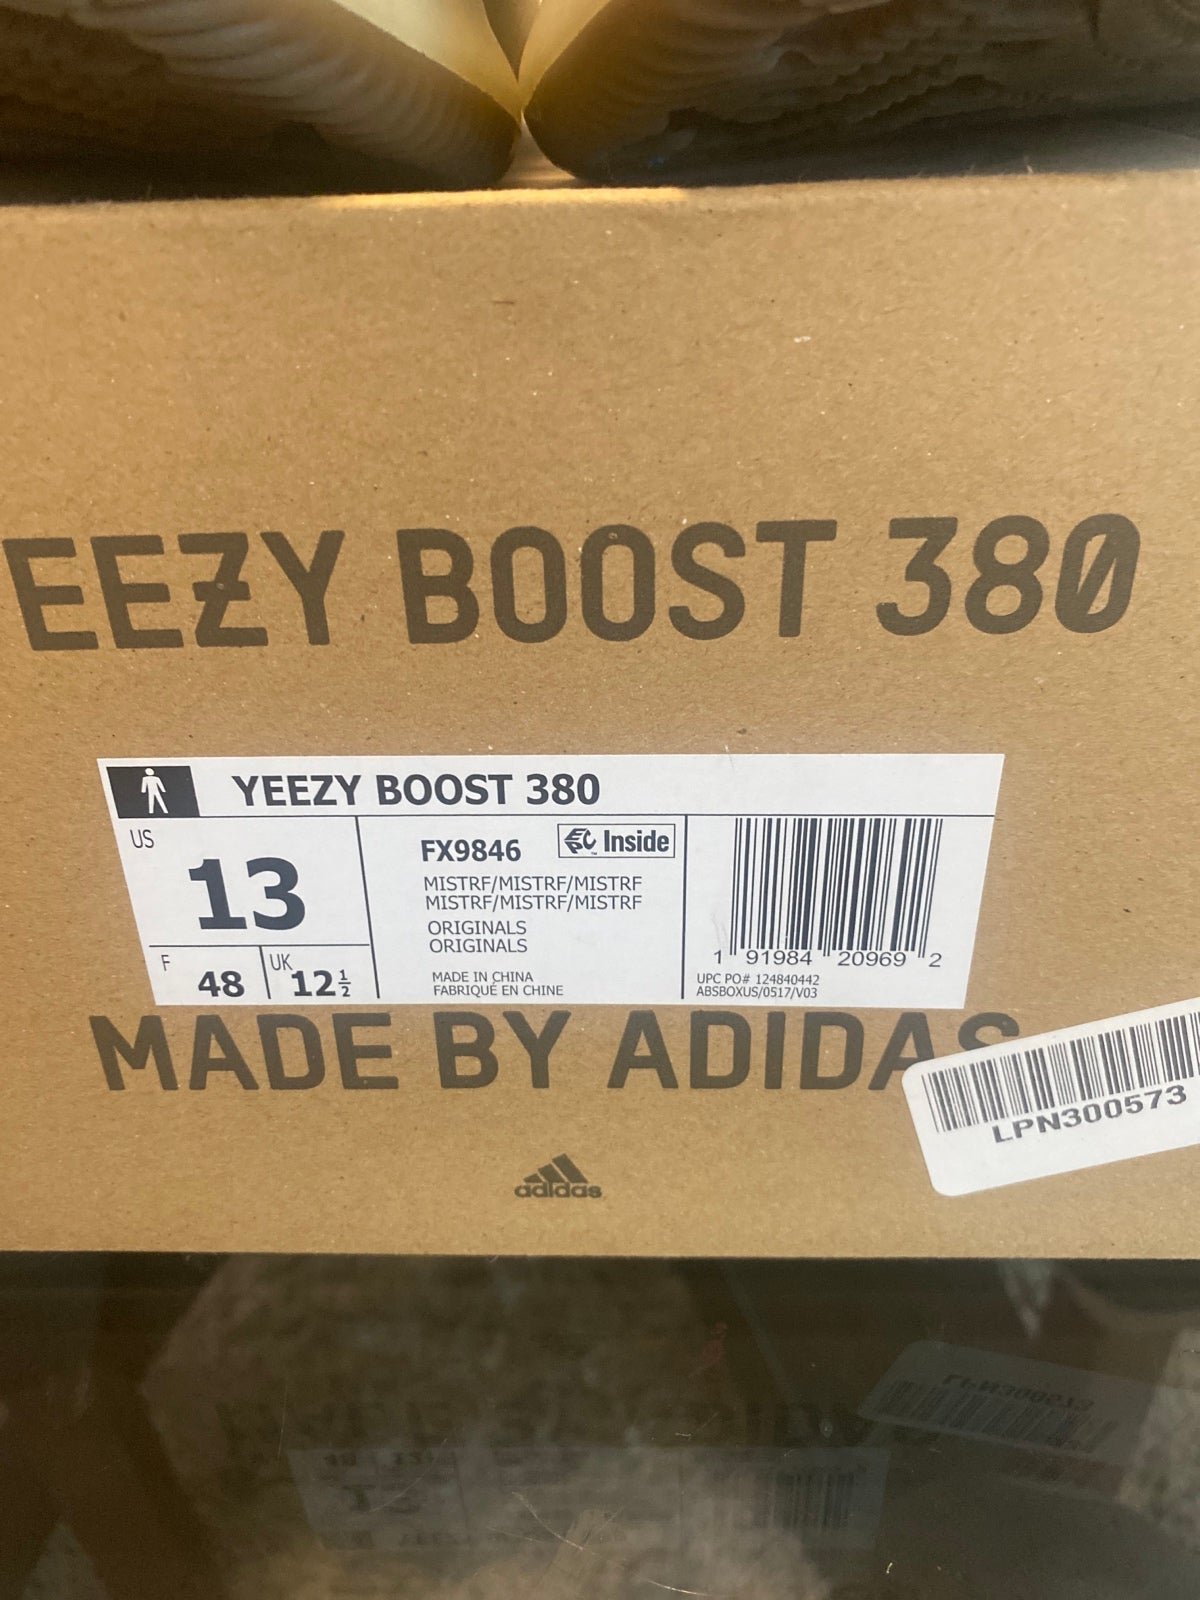 EEZY BOOST 380
YEEZY BOOST 380
US
13
F
48
UK
12½
FX9846
EPC Inside
MISTRF/MISTRF/MISTRF
MISTRF/MISTRF/MISTRF
ORIGINALS
ORIGINALS
MADE IN CHINA
FABRIQUÉ EN CHINE
1 91984 20969 2
UPC PO# 124840442
ABSBOXUS/0517/V03
MADE BY ADIDAS
LPN300573
adidas